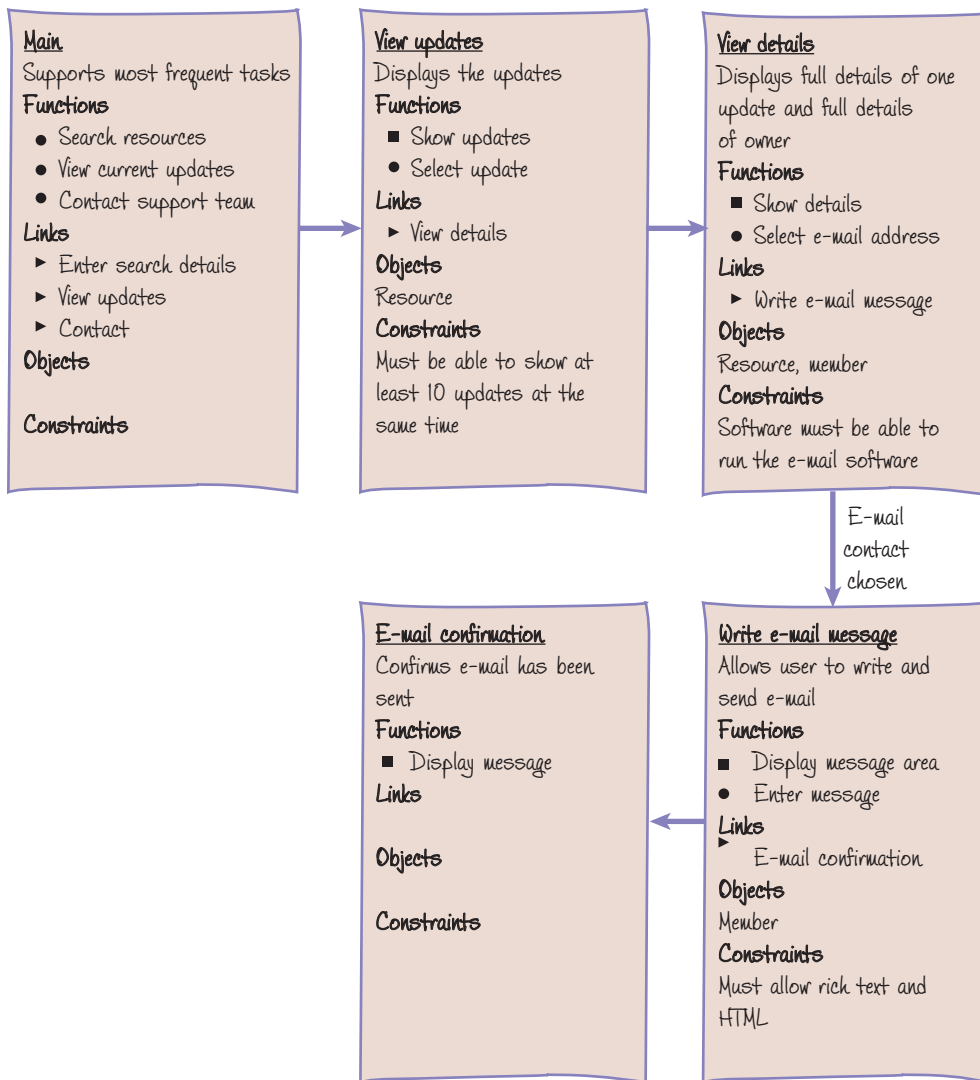 Main
Supports most frequent tasks
Functions
● Search resources
● View current updates
● Contact support team
Links
► Enter search details
► View updates
► Contact
Objects
Constraints
View updates
Displays the updates
Functions
■ Show updates
● Select update
Links
► View details
Objects
Resource
Constraints
Must be able to show at
least 10 updates at the
same time
View details
Displays full details of one
update and full details
of owner
Functions
■ Show details
● Select e-mail address
Links
► Write e-mail message
Objects
Resource, member
Constraints
Software must be able to
run the e-mail software
E-mail
contact
chosen
E-mail confirmation
Confirms e-mail has been
sent
Functions
■ Display message
Links
Objects
Constraints
Write e-mail message
Allows user to write and
send e-mail
Functions
■ Display message area
● Enter message
Links
► E-mail confirmation
Objects
Member
Constraints
Must allow rich text and
HTML